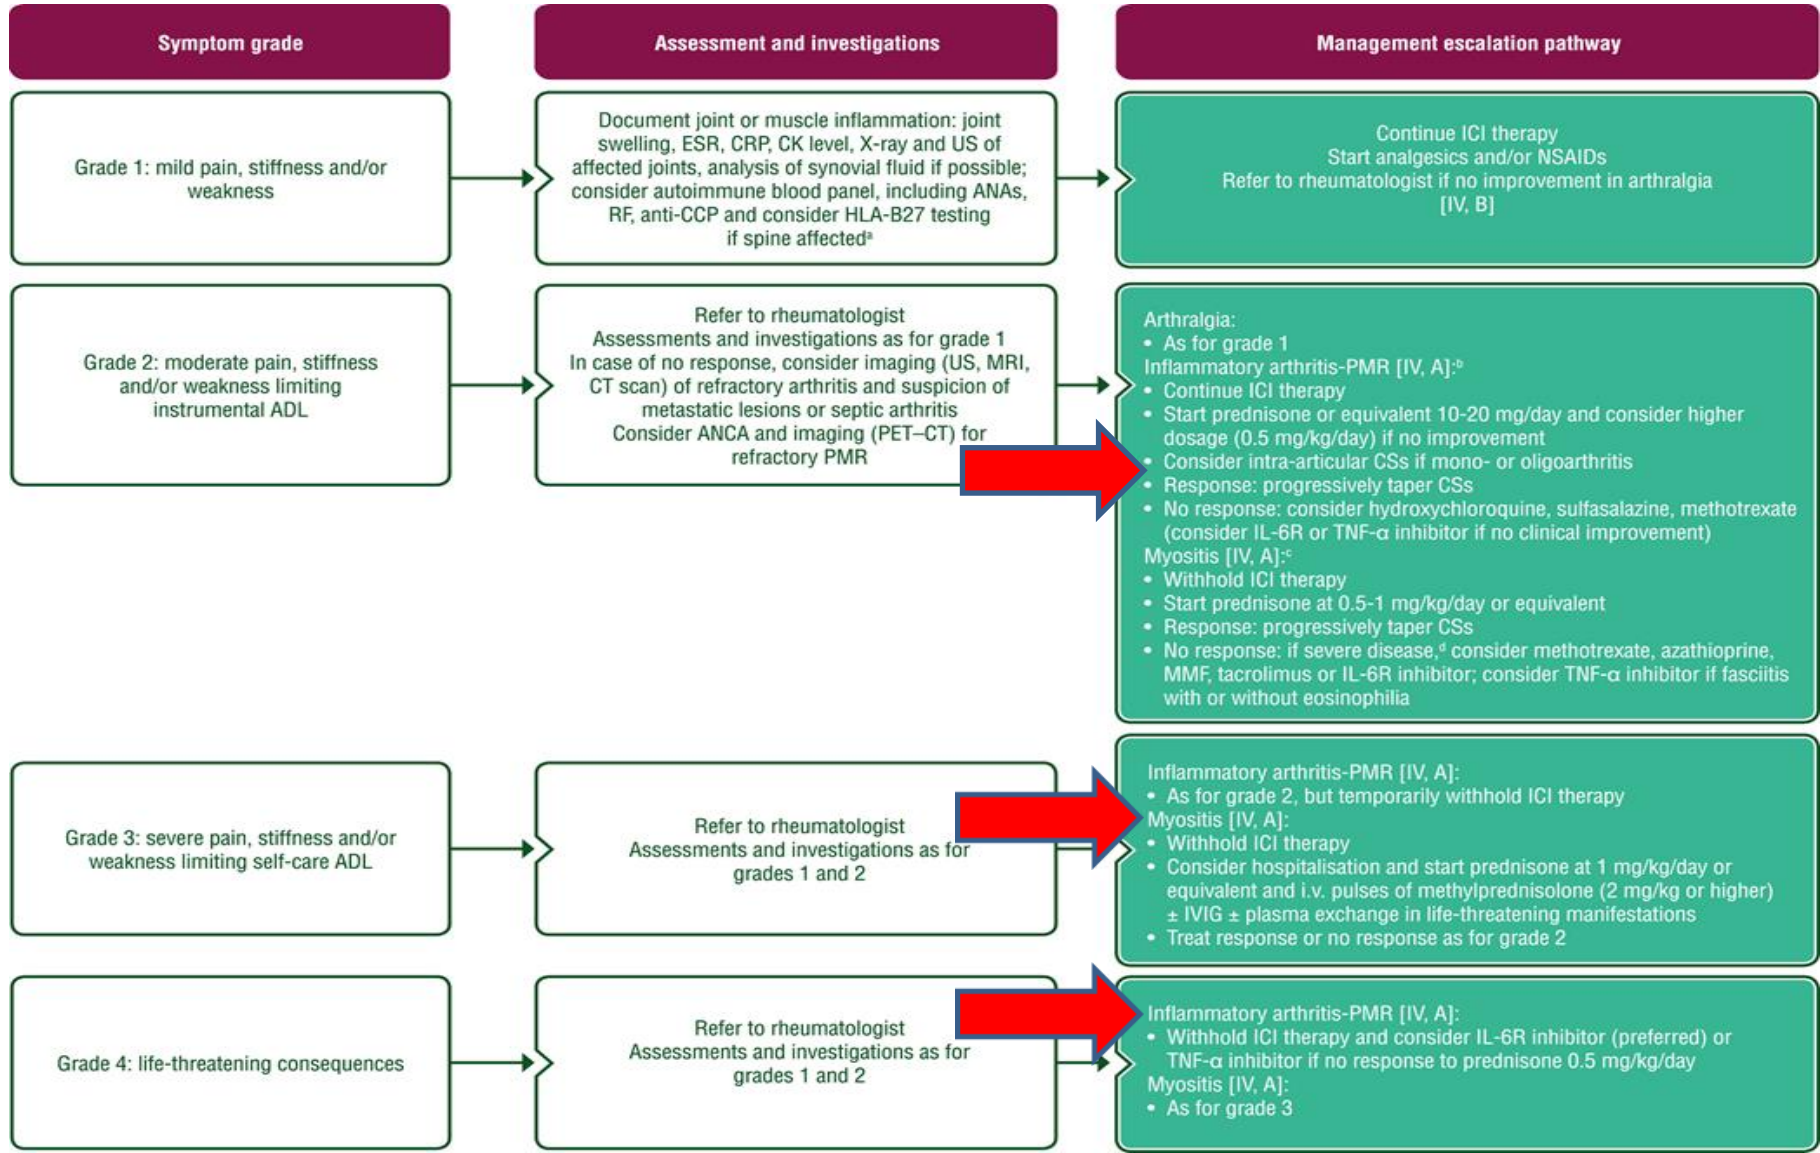 Symptom grade
Assessment and investigations
Management escalation pathway
Grade 1: mild pain, stiffness and/or
weakness
Document joint or muscle inflammation: joint
swelling, ESR, CRP, CK level, X-ray and US of
affected joints, analysis of synovial fluid if possible;
consider autoimmune blood panel, including ANAs,
RF, anti-CCP and consider HLA-B27 testing
if spine affectedᵃ
Continue ICI therapy
Start analgesics and/or NSAIDs
Refer to rheumatologist if no improvement in arthralgia
[IV, B]
Grade 2: moderate pain, stiffness
and/or weakness limiting
instrumental ADL
Refer to rheumatologist
Assessments and investigations as for grade 1
In case of no response, consider imaging (US, MRI,
CT scan) of refractory arthritis and suspicion of
metastatic lesions or septic arthritis
Consider ANCA and imaging (PET–CT) for
refractory PMR
Arthralgia:
• As for grade 1
Inflammatory arthritis-PMR [IV, A]:ᵇ
• Continue ICI therapy
• Start prednisone or equivalent 10-20 mg/day and consider higher
dosage (0.5 mg/kg/day) if no improvement
• Consider intra-articular CSs if mono- or oligoarthritis
• Response: progressively taper CSs
• No response: consider hydroxychloroquine, sulfasalazine, methotrexate
(consider IL-6R or TNF-α inhibitor if no clinical improvement)
Myositis [IV, A]:ᶜ
• Withhold ICI therapy
• Start prednisone at 0.5-1 mg/kg/day or equivalent
• Response: progressively taper CSs
• No response: if severe disease,ᵈ consider methotrexate, azathioprine,
MMF, tacrolimus or IL-6R inhibitor; consider TNF-α inhibitor if fasciitis
with or without eosinophilia
Grade 3: severe pain, stiffness and/or
weakness limiting self-care ADL
Refer to rheumatologist
Assessments and investigations as for
grades 1 and 2
Inflammatory arthritis-PMR [IV, A]:
• As for grade 2, but temporarily withhold ICI therapy
Myositis [IV, A]:
• Withhold ICI therapy
• Consider hospitalisation and start prednisone at 1 mg/kg/day or
equivalent and i.v. pulses of methylprednisolone (2 mg/kg or higher)
± IVIG ± plasma exchange in life-threatening manifestations
• Treat response or no response as for grade 2
Grade 4: life-threatening consequences
Refer to rheumatologist
Assessments and investigations as for
grades 1 and 2
Inflammatory arthritis-PMR [IV, A]:
• Withhold ICI therapy and consider IL-6R inhibitor (preferred) or
TNF-α inhibitor if no response to prednisone 0.5 mg/kg/day
Myositis [IV, A]:
• As for grade 3